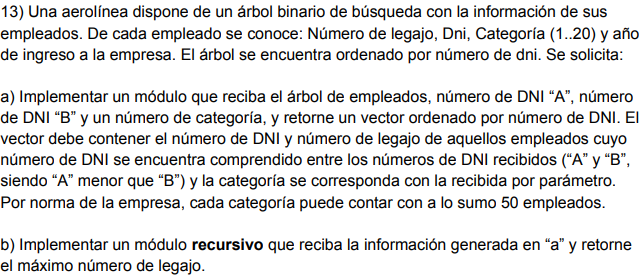 13) Una aerolínea dispone de un árbol binario de búsqueda con la información de sus
empleados. De cada empleado se conoce: Número de legajo, Dni, Categoría (1..20) y año
de ingreso a la empresa. El árbol se encuentra ordenado por número de dni. Se solicita:
a) Implementar un módulo que reciba el árbol de empleados, número de DNI “A”, número
de DNI “B” y un número de categoría, y retorne un vector ordenado por número de DNI. El
vector debe contener el número de DNI y número de legajo de aquellos empleados cuyo
número de DNI se encuentra comprendido entre los números de DNI recibidos (“A” y “B”,
siendo “A” menor que “B”) y la categoría se corresponda con la recibida por parámetro.
Por norma de la empresa, cada categoría puede contar con a lo sumo 50 empleados.
b) Implementar un módulo recursivo que reciba la información generada en “a” y retorne
el máximo número de legajo.